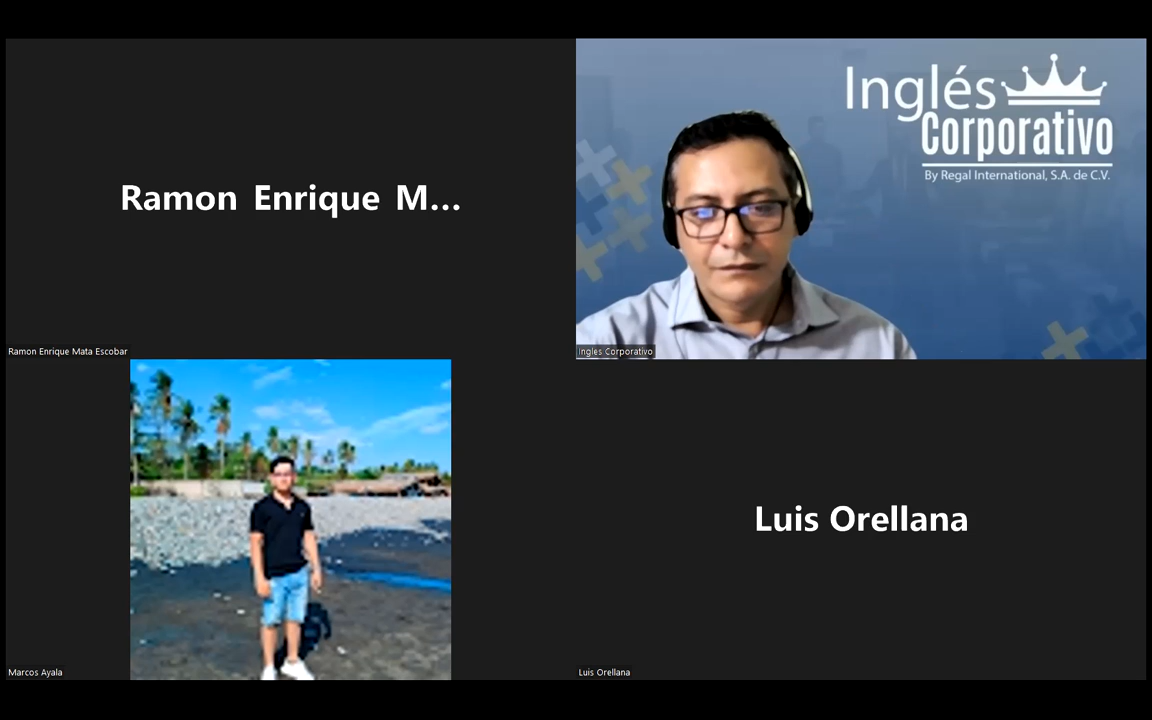 Ramon Enrique M...
Ramon Enrique Mata Escobar
Inglés
Corporativo
By Regal International, S.A. de C.V.
Ingles Corporativo
Marcos Ayala
Luis Orellana
Luis Orellana